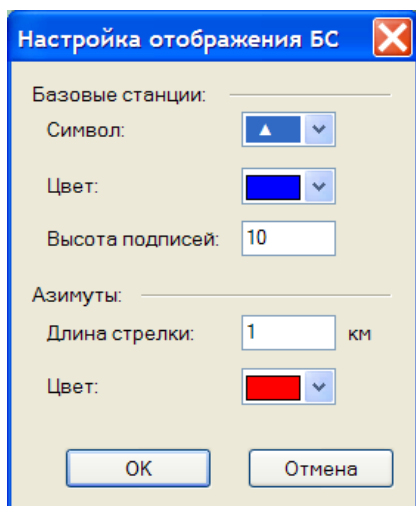 Настройка отображения БС
Базовые станции:
Символ:
Цвет:
Высота подписей: 10
Азимуты:
Длина стрелки: 1 км
Цвет:
OK Отмена